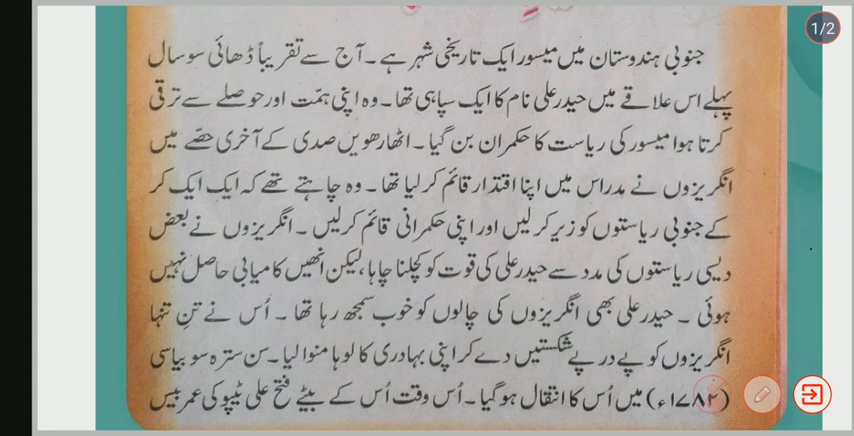 1/2
جنوبی ہندوستان میں میسور ایک تاریخی شہر ہے ۔ آج سے تقریباً ڈھائی سو سال
پہلے اس علاقے میں حیدر علی نام کا ایک سپاہی تھا ۔ وہ اپنی ہمّت اور حوصلے سے ترقی
کرتا ہوا میسور کی ریاست کا حکمران بن گیا ۔ اٹھارھویں صدی کے آخری حصّے میں
انگریزوں نے مدراس میں اپنا اقتدار قائم کر لیا تھا ۔ وہ چاہتے تھے کہ ایک ایک کر
کے جنوبی ریاستوں کو زیر کرلیں اور اپنی حکمرانی قائم کرلیں ۔ انگریزوں نے بعض
دیسی ریاستوں کی مدد سے حیدر علی کی قوت کو کچلنا چاہا، لیکن انھیں کامیابی حاصل نہیں
ہوئی ۔ حیدر علی بھی انگریزوں کی چالوں کو خوب سمجھ رہا تھا ۔ اُس نے تنِ تنہا
انگریزوں کو پے در پے شکستیں دے کر اپنی بہادری کا لوہا منوا لیا ۔ سن سترہ سو بیاسی
(۱۷۸۲ء) میں اُس کا انتقال ہوگیا ۔ اُس وقت اُس کے بیٹے فتح علی ٹیپو کی عمر بیس